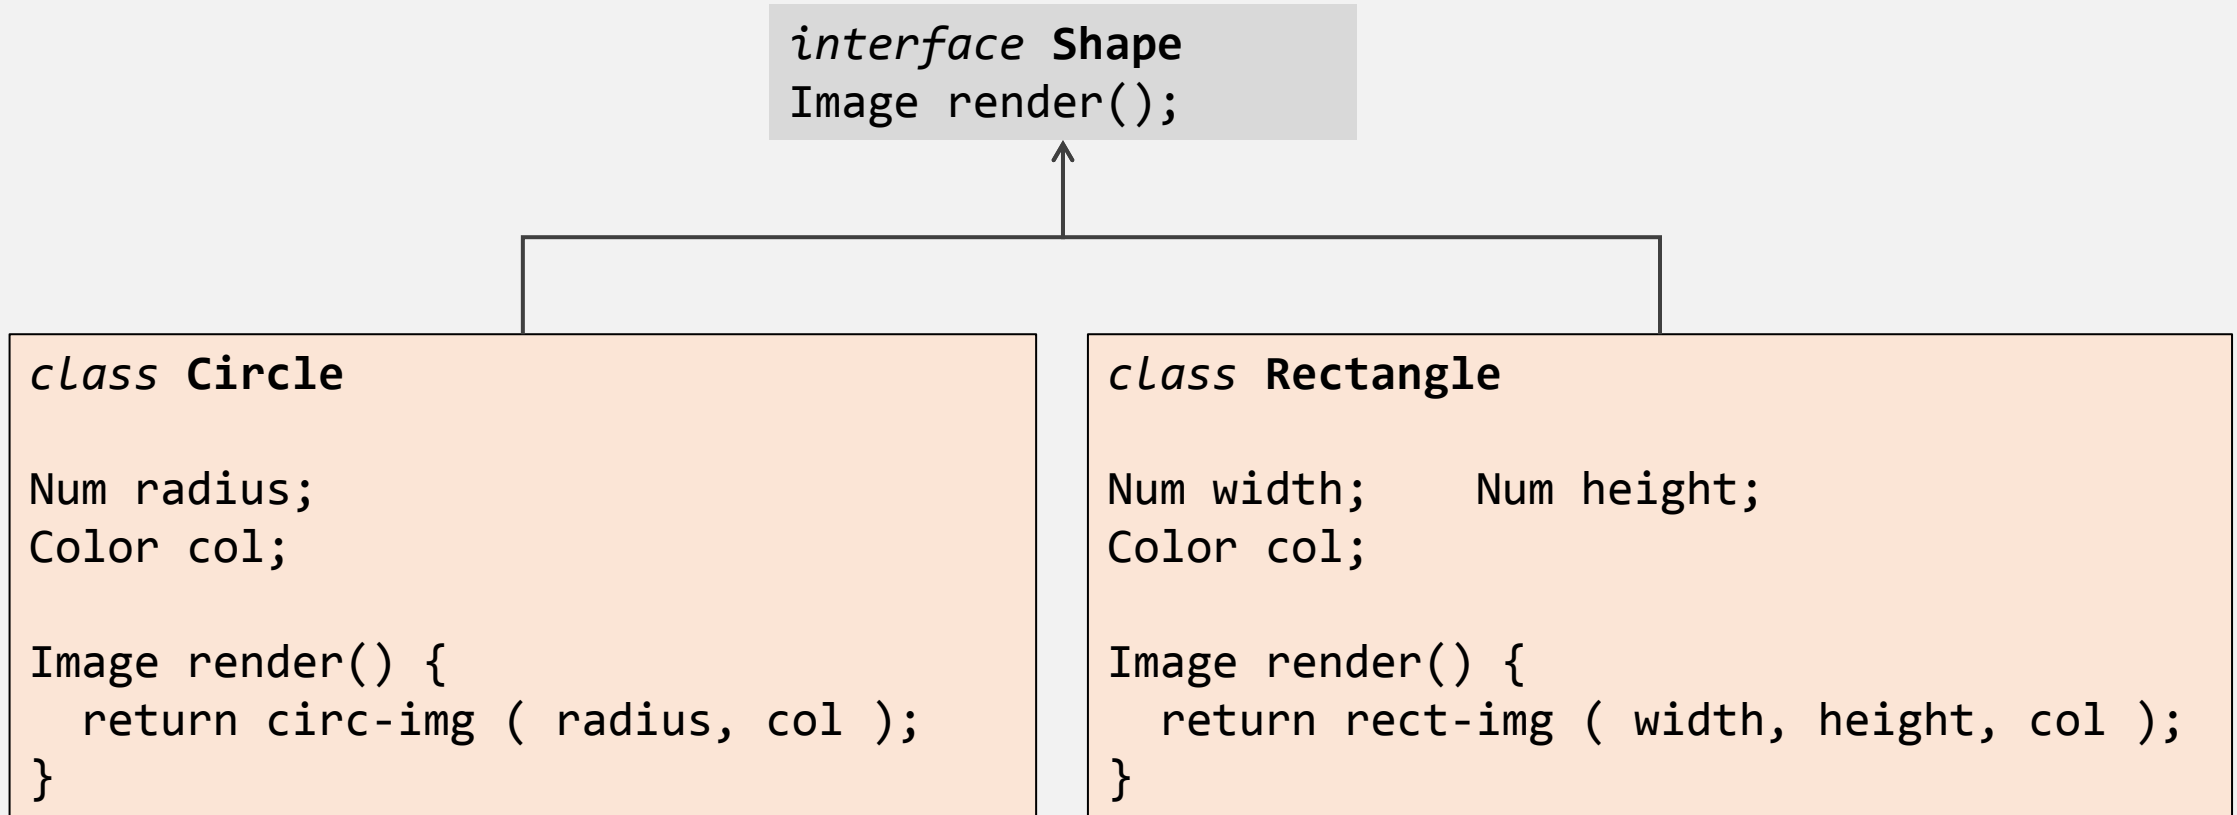 interface Shape
Image render();
class Circle
Num radius;
Color col;
Image render() {
  return circ-img ( radius, col );
}
class Rectangle
Num width;    Num height;
Color col;
Image render() {
  return rect-img ( width, height, col );
}